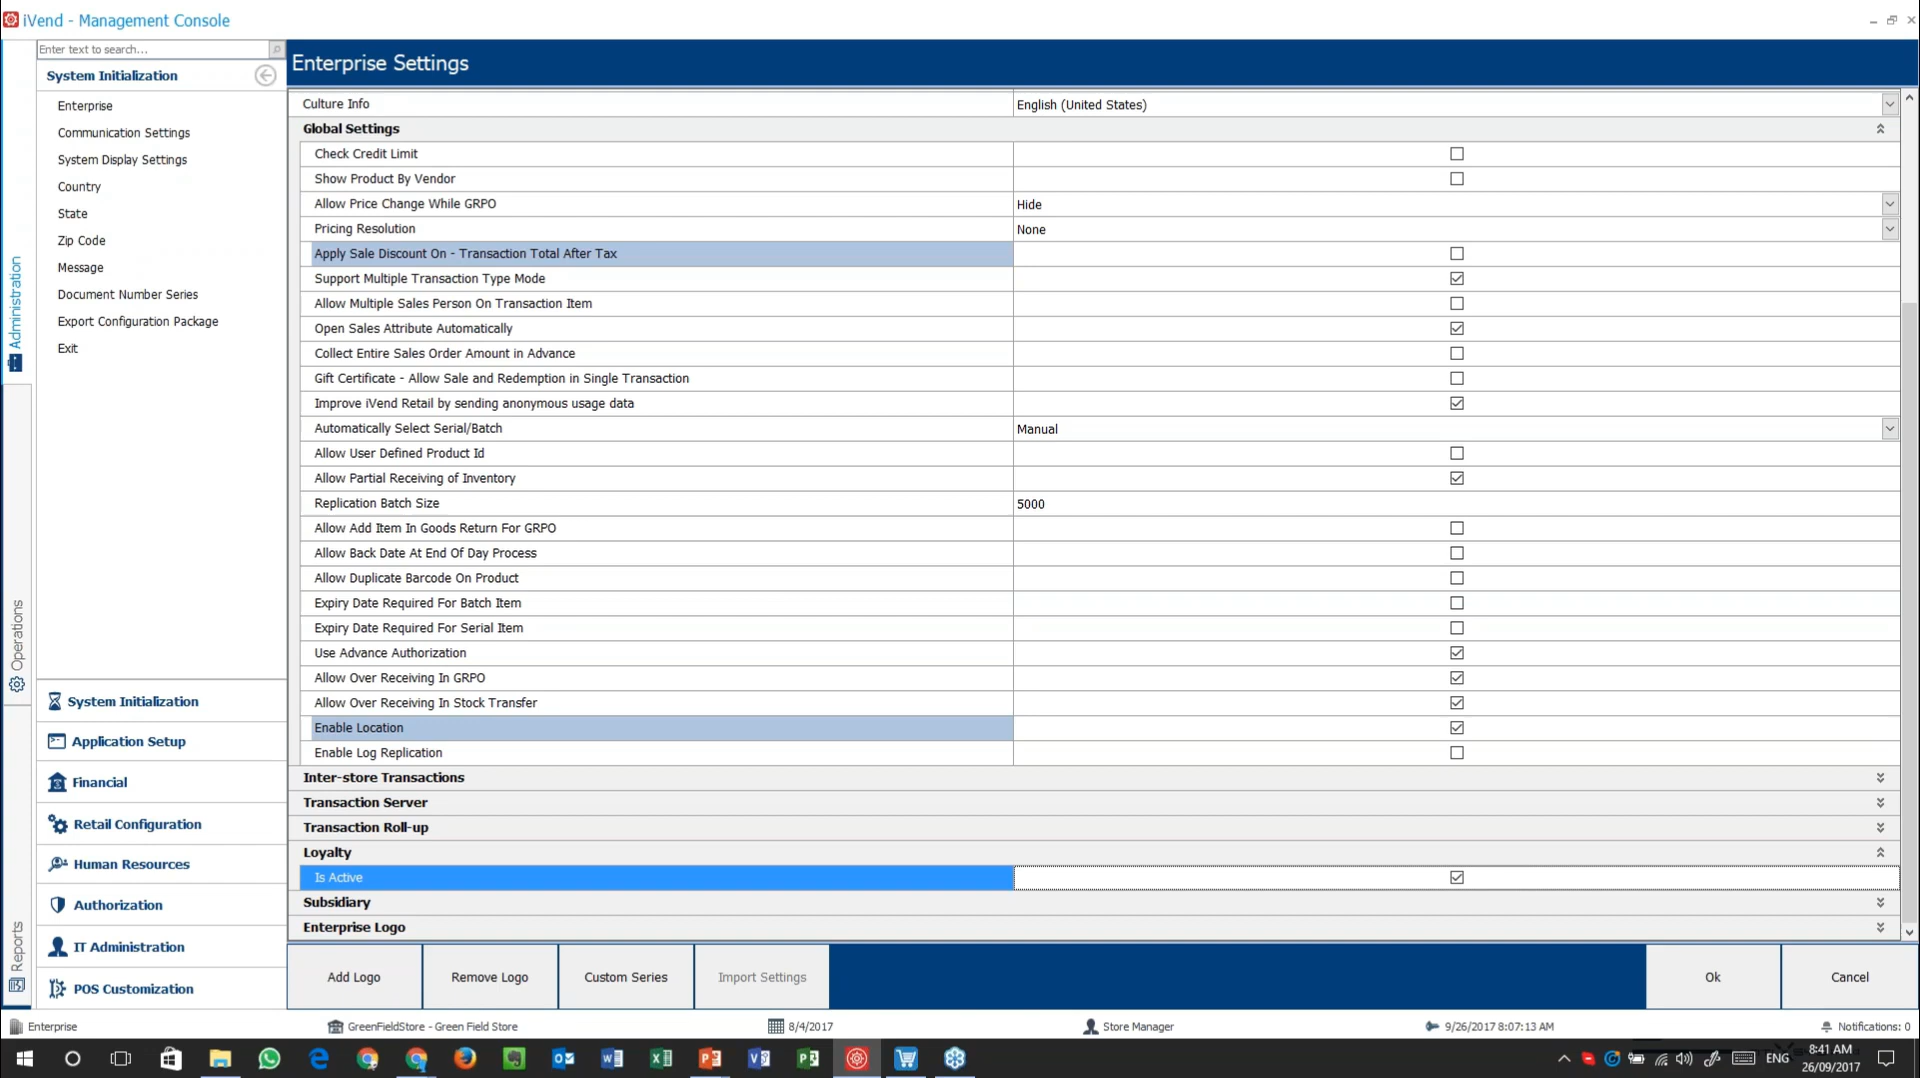 iVend - Management Console
Enter text to search...
System Initialization
Enterprise
Communication Settings
System Display Settings
Country
State
Zip Code
Message
Document Number Series
Export Configuration Package
Exit
Administration
Operations
Reports
System Initialization
Application Setup
Financial
Retail Configuration
Human Resources
Authorization
IT Administration
POS Customization
Enterprise Settings
Culture Info English (United States)
Global Settings
Check Credit Limit
Show Product By Vendor
Allow Price Change While GRPO Hide
Pricing Resolution None
Apply Sale Discount On - Transaction Total After Tax
Support Multiple Transaction Type Mode
Allow Multiple Sales Person On Transaction Item
Open Sales Attribute Automatically
Collect Entire Sales Order Amount in Advance
Gift Certificate - Allow Sale and Redemption in Single Transaction
Improve iVend Retail by sending anonymous usage data
Automatically Select Serial/Batch Manual
Allow User Defined Product Id
Allow Partial Receiving of Inventory
Replication Batch Size 5000
Allow Add Item In Goods Return For GRPO
Allow Back Date At End Of Day Process
Allow Duplicate Barcode On Product
Expiry Date Required For Batch Item
Expiry Date Required For Serial Item
Use Advance Authorization
Allow Over Receiving In GRPO
Allow Over Receiving In Stock Transfer
Enable Location
Enable Log Replication
Inter-store Transactions
Transaction Server
Transaction Roll-up
Loyalty
Is Active
Subsidiary
Enterprise Logo
Add Logo Remove Logo Custom Series Import Settings Ok Cancel
Enterprise GreenFieldStore - Green Field Store 8/4/2017 Store Manager 9/26/2017 8:07:13 AM Notifications: 0
ENG 8:41 AM
26/09/2017